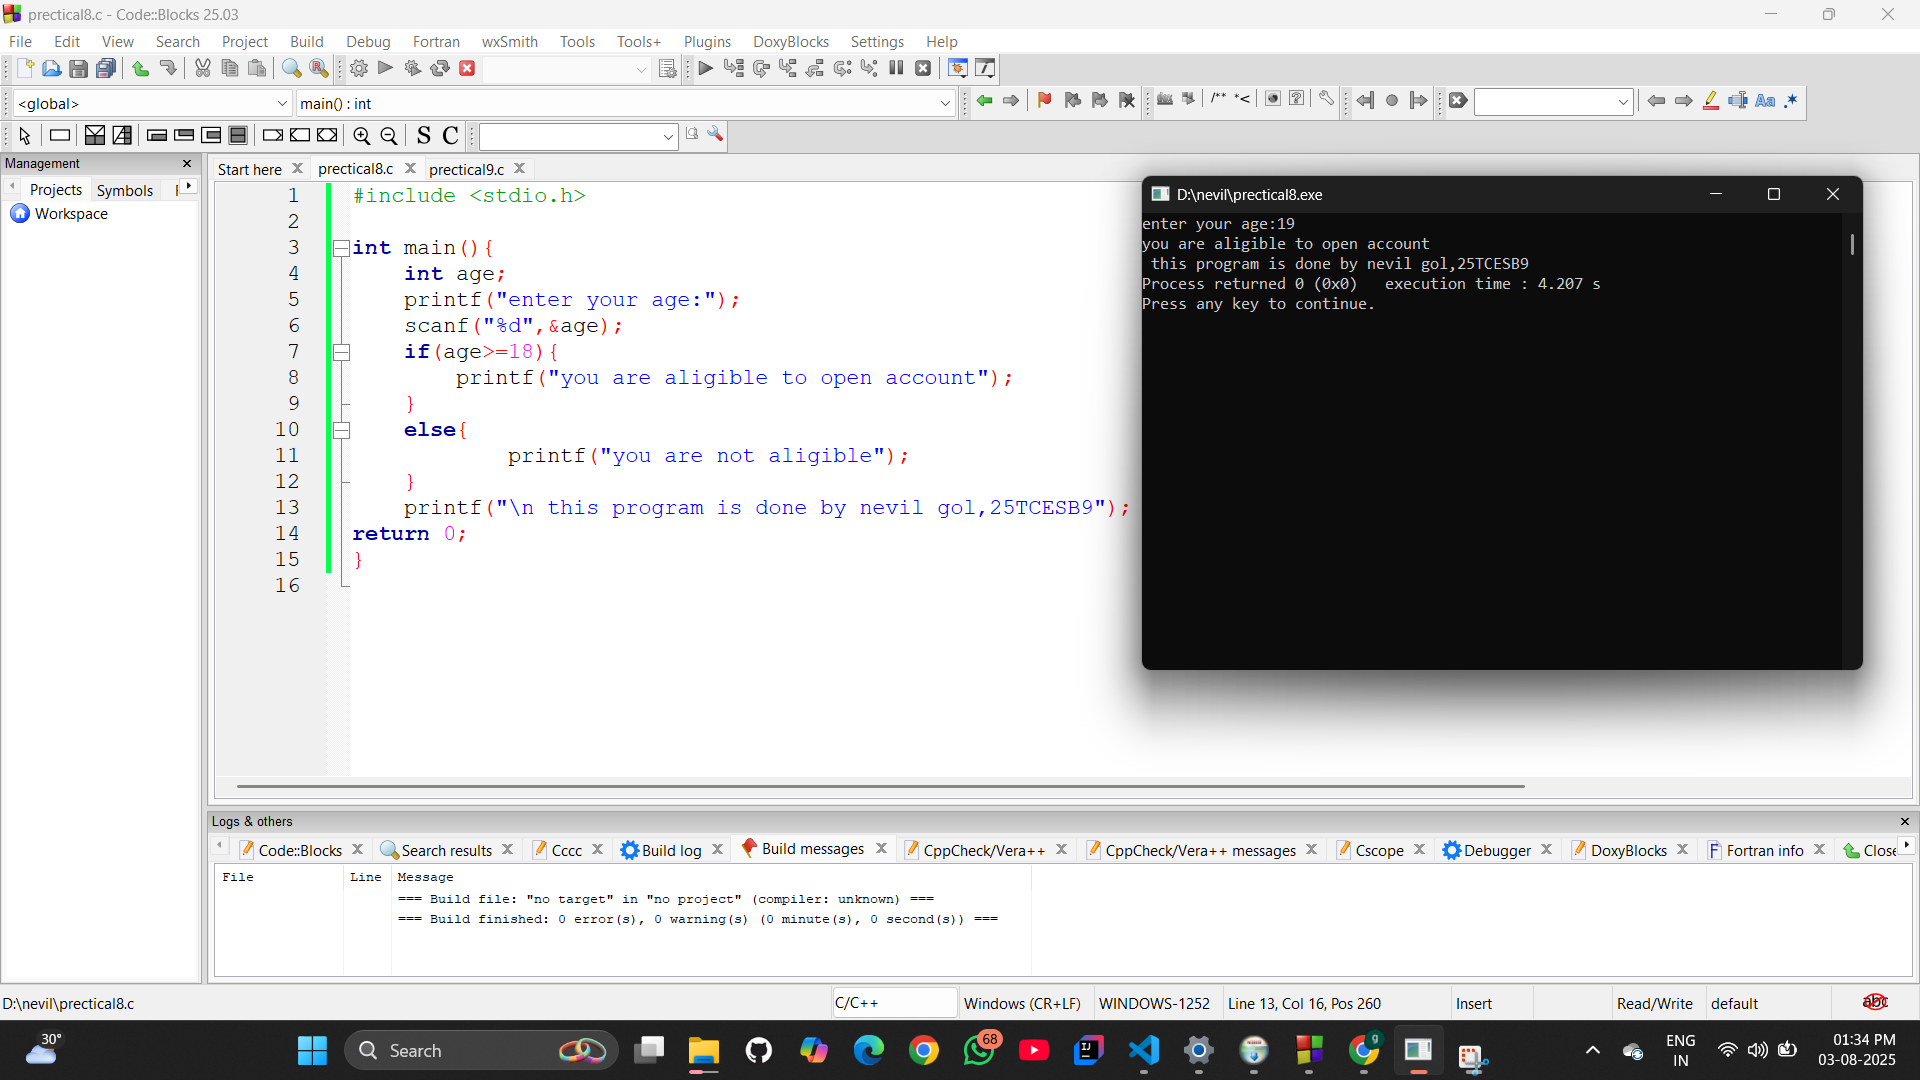 prectical8.c - Code::Blocks 25.03
File Edit View Search Project Build Debug Fortran wxSmith Tools Tools+ Plugins DoxyBlocks Settings Help
<global> main() : int
/** *< Aa .*
S C
Management
Projects Symbols
Workspace
Start here prectical8.c prectical9.c
1 #include <stdio.h>
2
3 int main(){
4 int age;
5 printf("enter your age:");
6 scanf("%d",&age);
7 if(age>=18){
8 printf("you are aligible to open account");
9 }
10 else{
11 printf("you are not aligible");
12 }
13 printf("\n this program is done by nevil gol,25TCESB9");
14 return 0;
15 }
16
D:\nevil\prectical8.exe
enter your age:19
you are aligible to open account
this program is done by nevil gol,25TCESB9
Process returned 0 (0x0) execution time : 4.207 s
Press any key to continue.
Logs & others
Code::Blocks Search results Cccc Build log Build messages CppCheck/Vera++ CppCheck/Vera++ messages Cscope Debugger DoxyBlocks Fortran info Close
File Line Message
=== Build file: "no target" in "no project" (compiler: unknown) ===
=== Build finished: 0 error(s), 0 warning(s) (0 minute(s), 0 second(s)) ===
D:\nevil\prectical8.c C/C++ Windows (CR+LF) WINDOWS-1252 Line 13, Col 16, Pos 260 Insert Read/Write default abc
30° Search 68 g ENG 01:34 PM
IN 03-08-2025